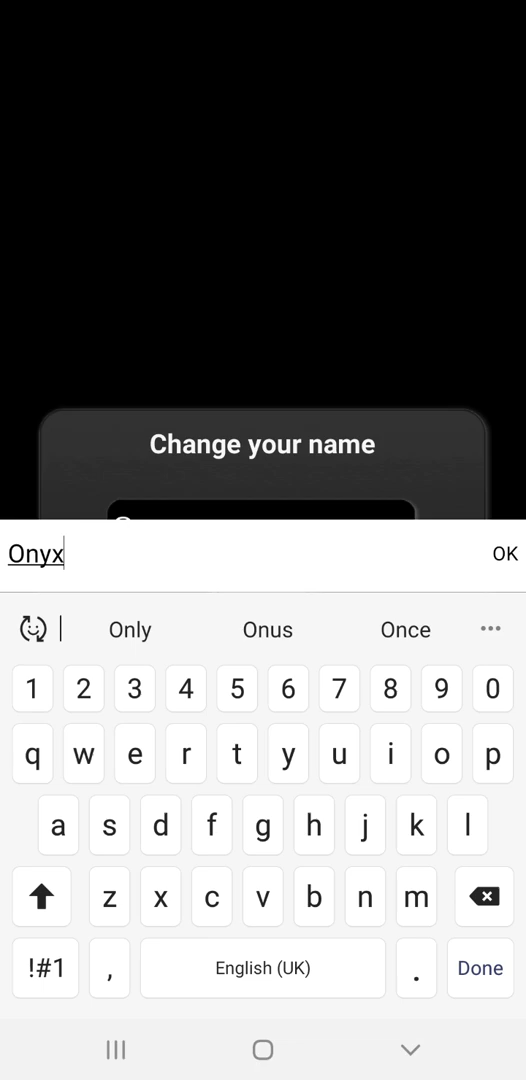 Change your name
Onyx
OK
Only Onus Once
1 2 3 4 5 6 7 8 9 0
q w e r t y u i o p
a s d f g h j k l
z x c v b n m
!#1 , English (UK) . Done